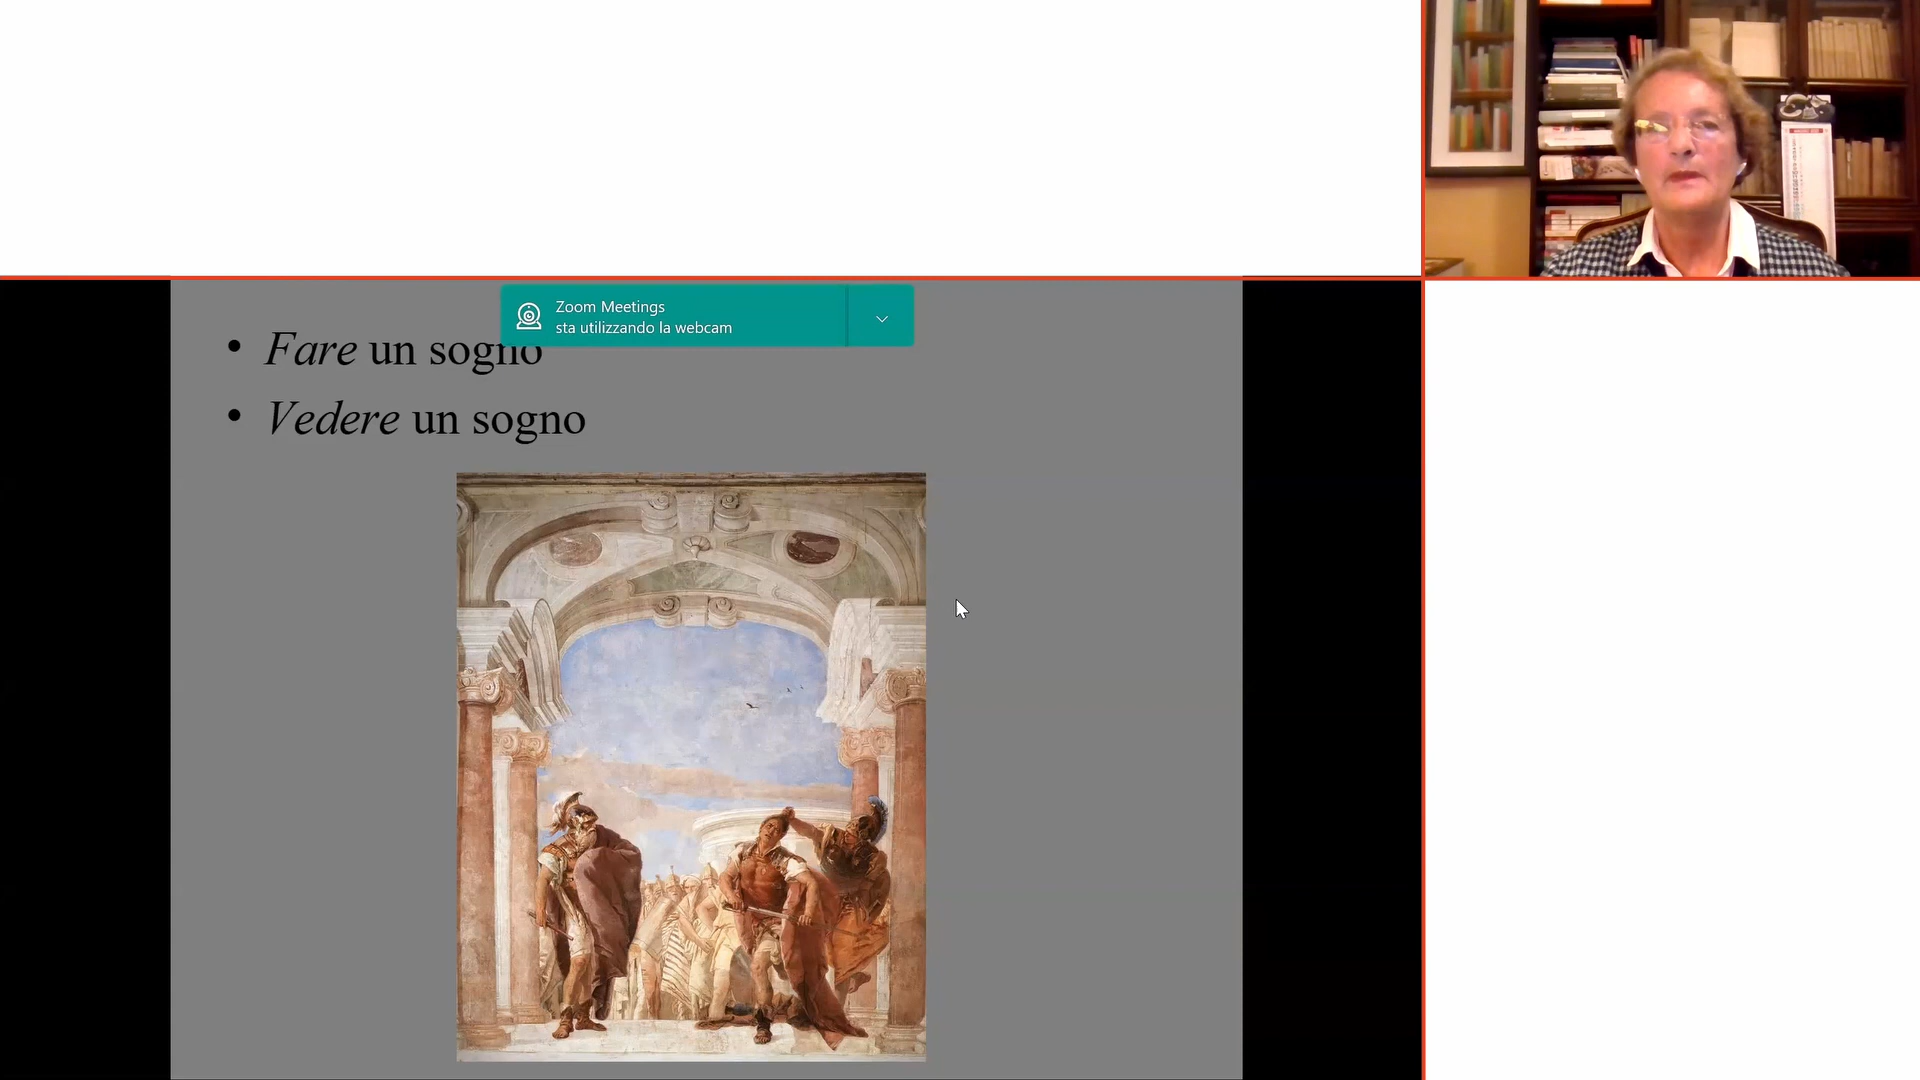 Zoom Meetings
sta utilizzando la webcam
• Fare un sogno
• Vedere un sogno